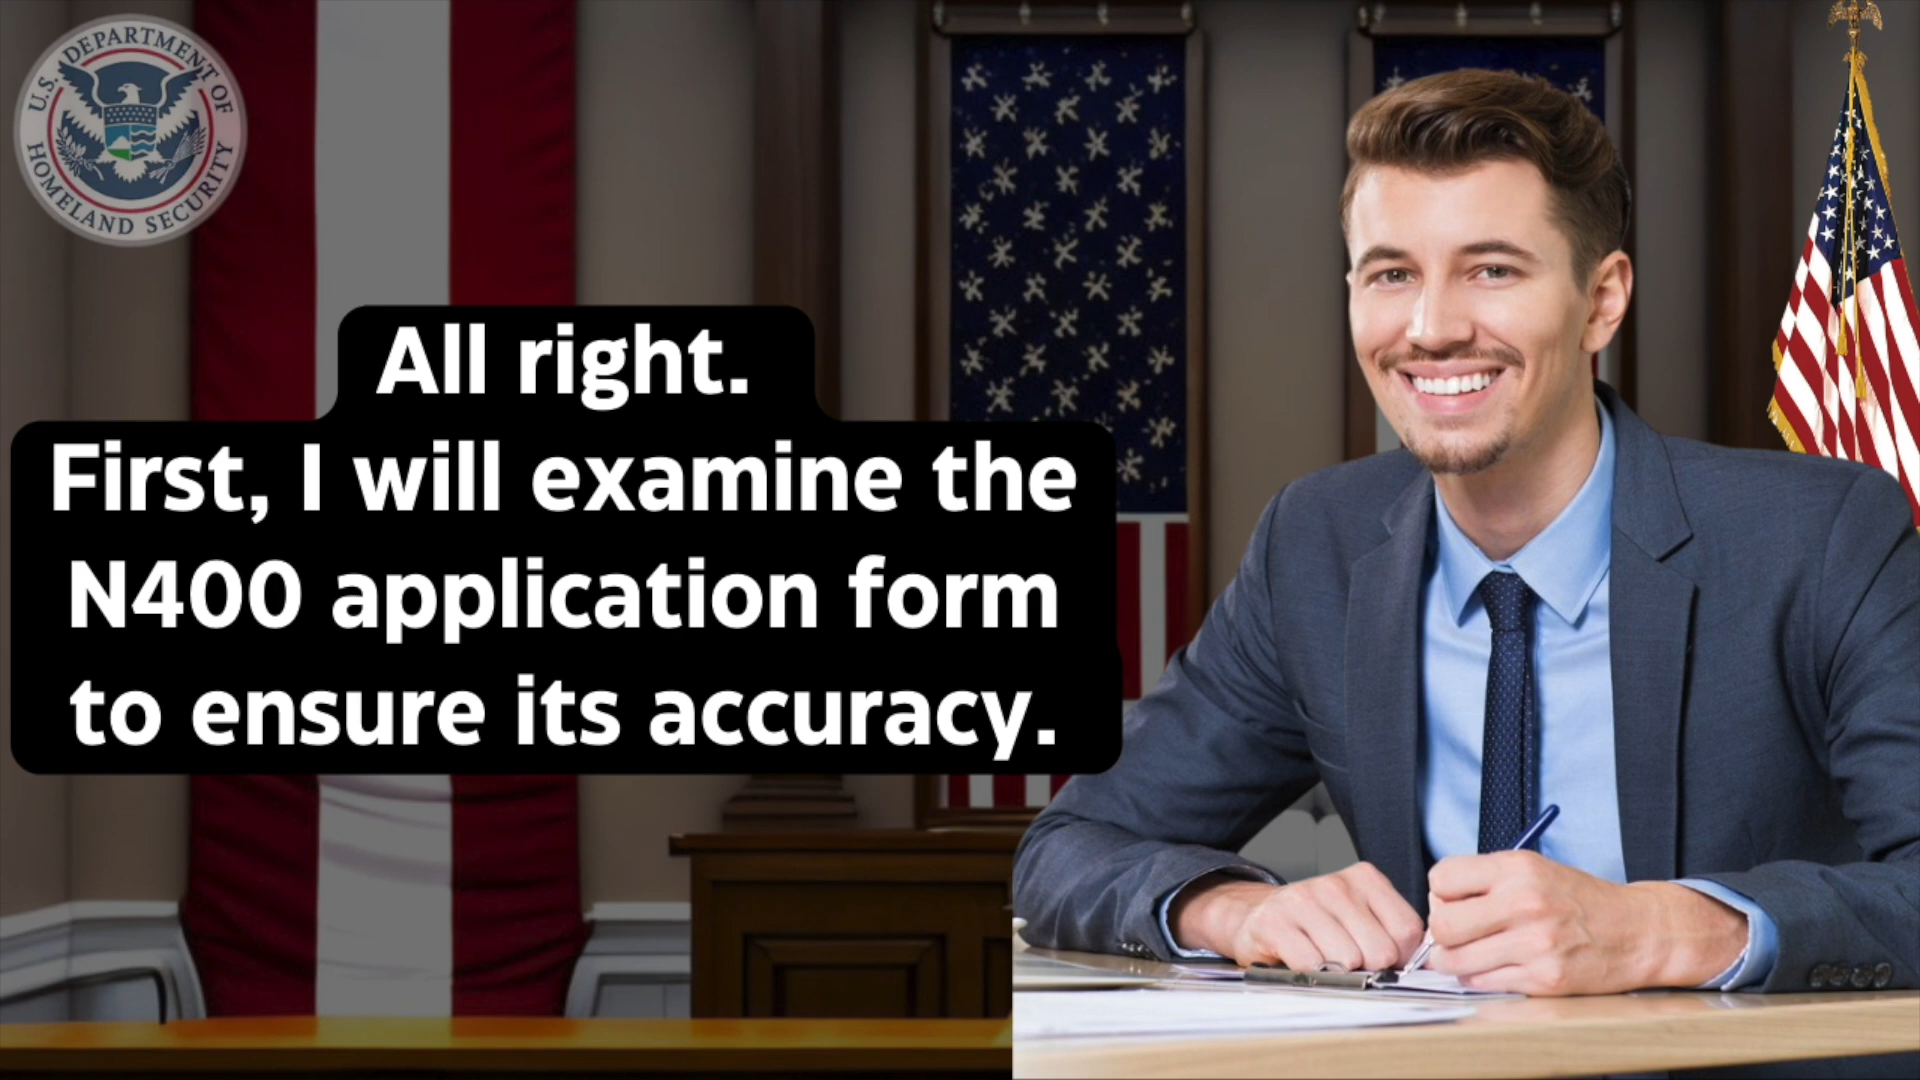 U.S. DEPARTMENT OF
HOMELAND SECURITY
All right.
First, I will examine the
N400 application form
to ensure its accuracy.